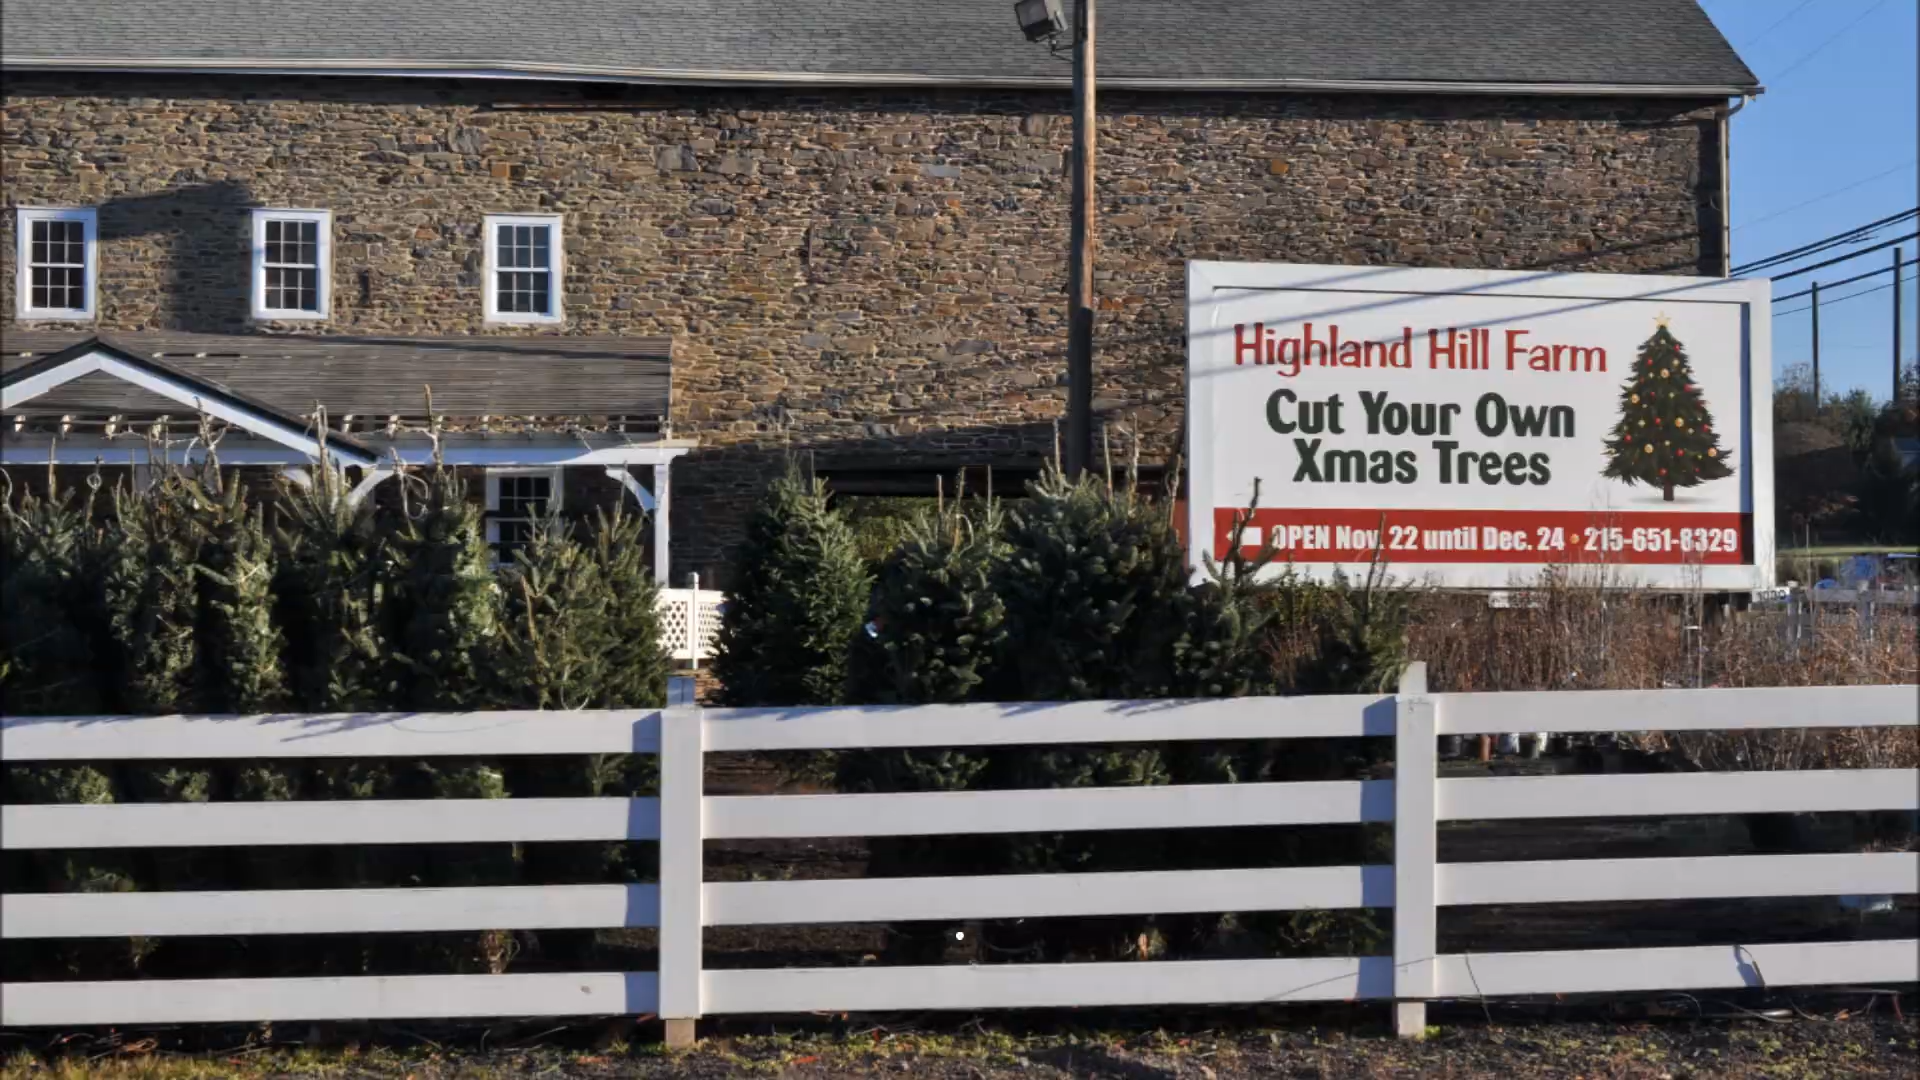 Highland Hill Farm
Cut Your Own
Xmas Trees
OPEN Nov. 22 until Dec. 24 • 215-651-8329